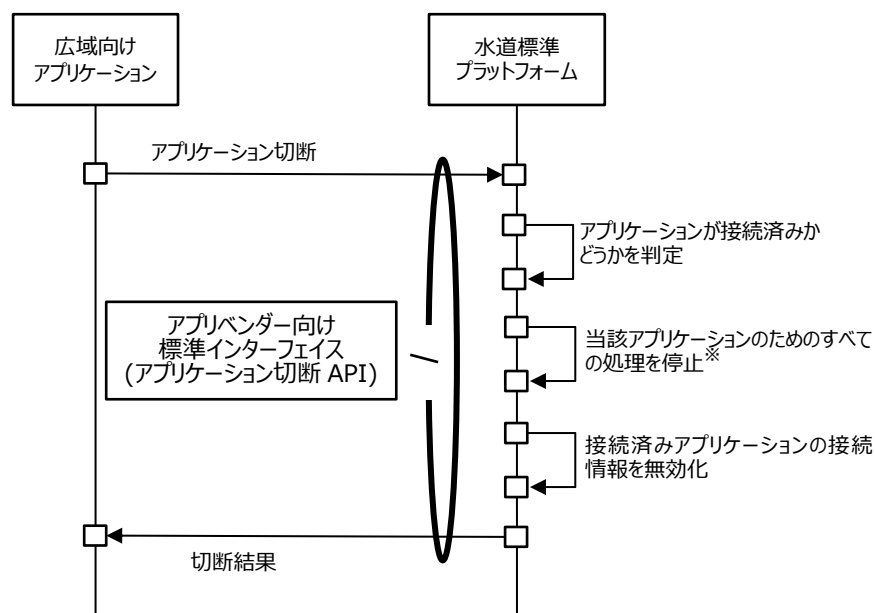 広域向け
アプリケーション
水道標準
プラットフォーム
アプリケーション切断
アプリケーションが接続済みか
どうかを判定
アプリベンダー向け
標準インターフェイス
(アプリケーション切断 API)
当該アプリケーションのためのすべて
の処理を停止※
接続済みアプリケーションの接続
情報を無効化
切断結果